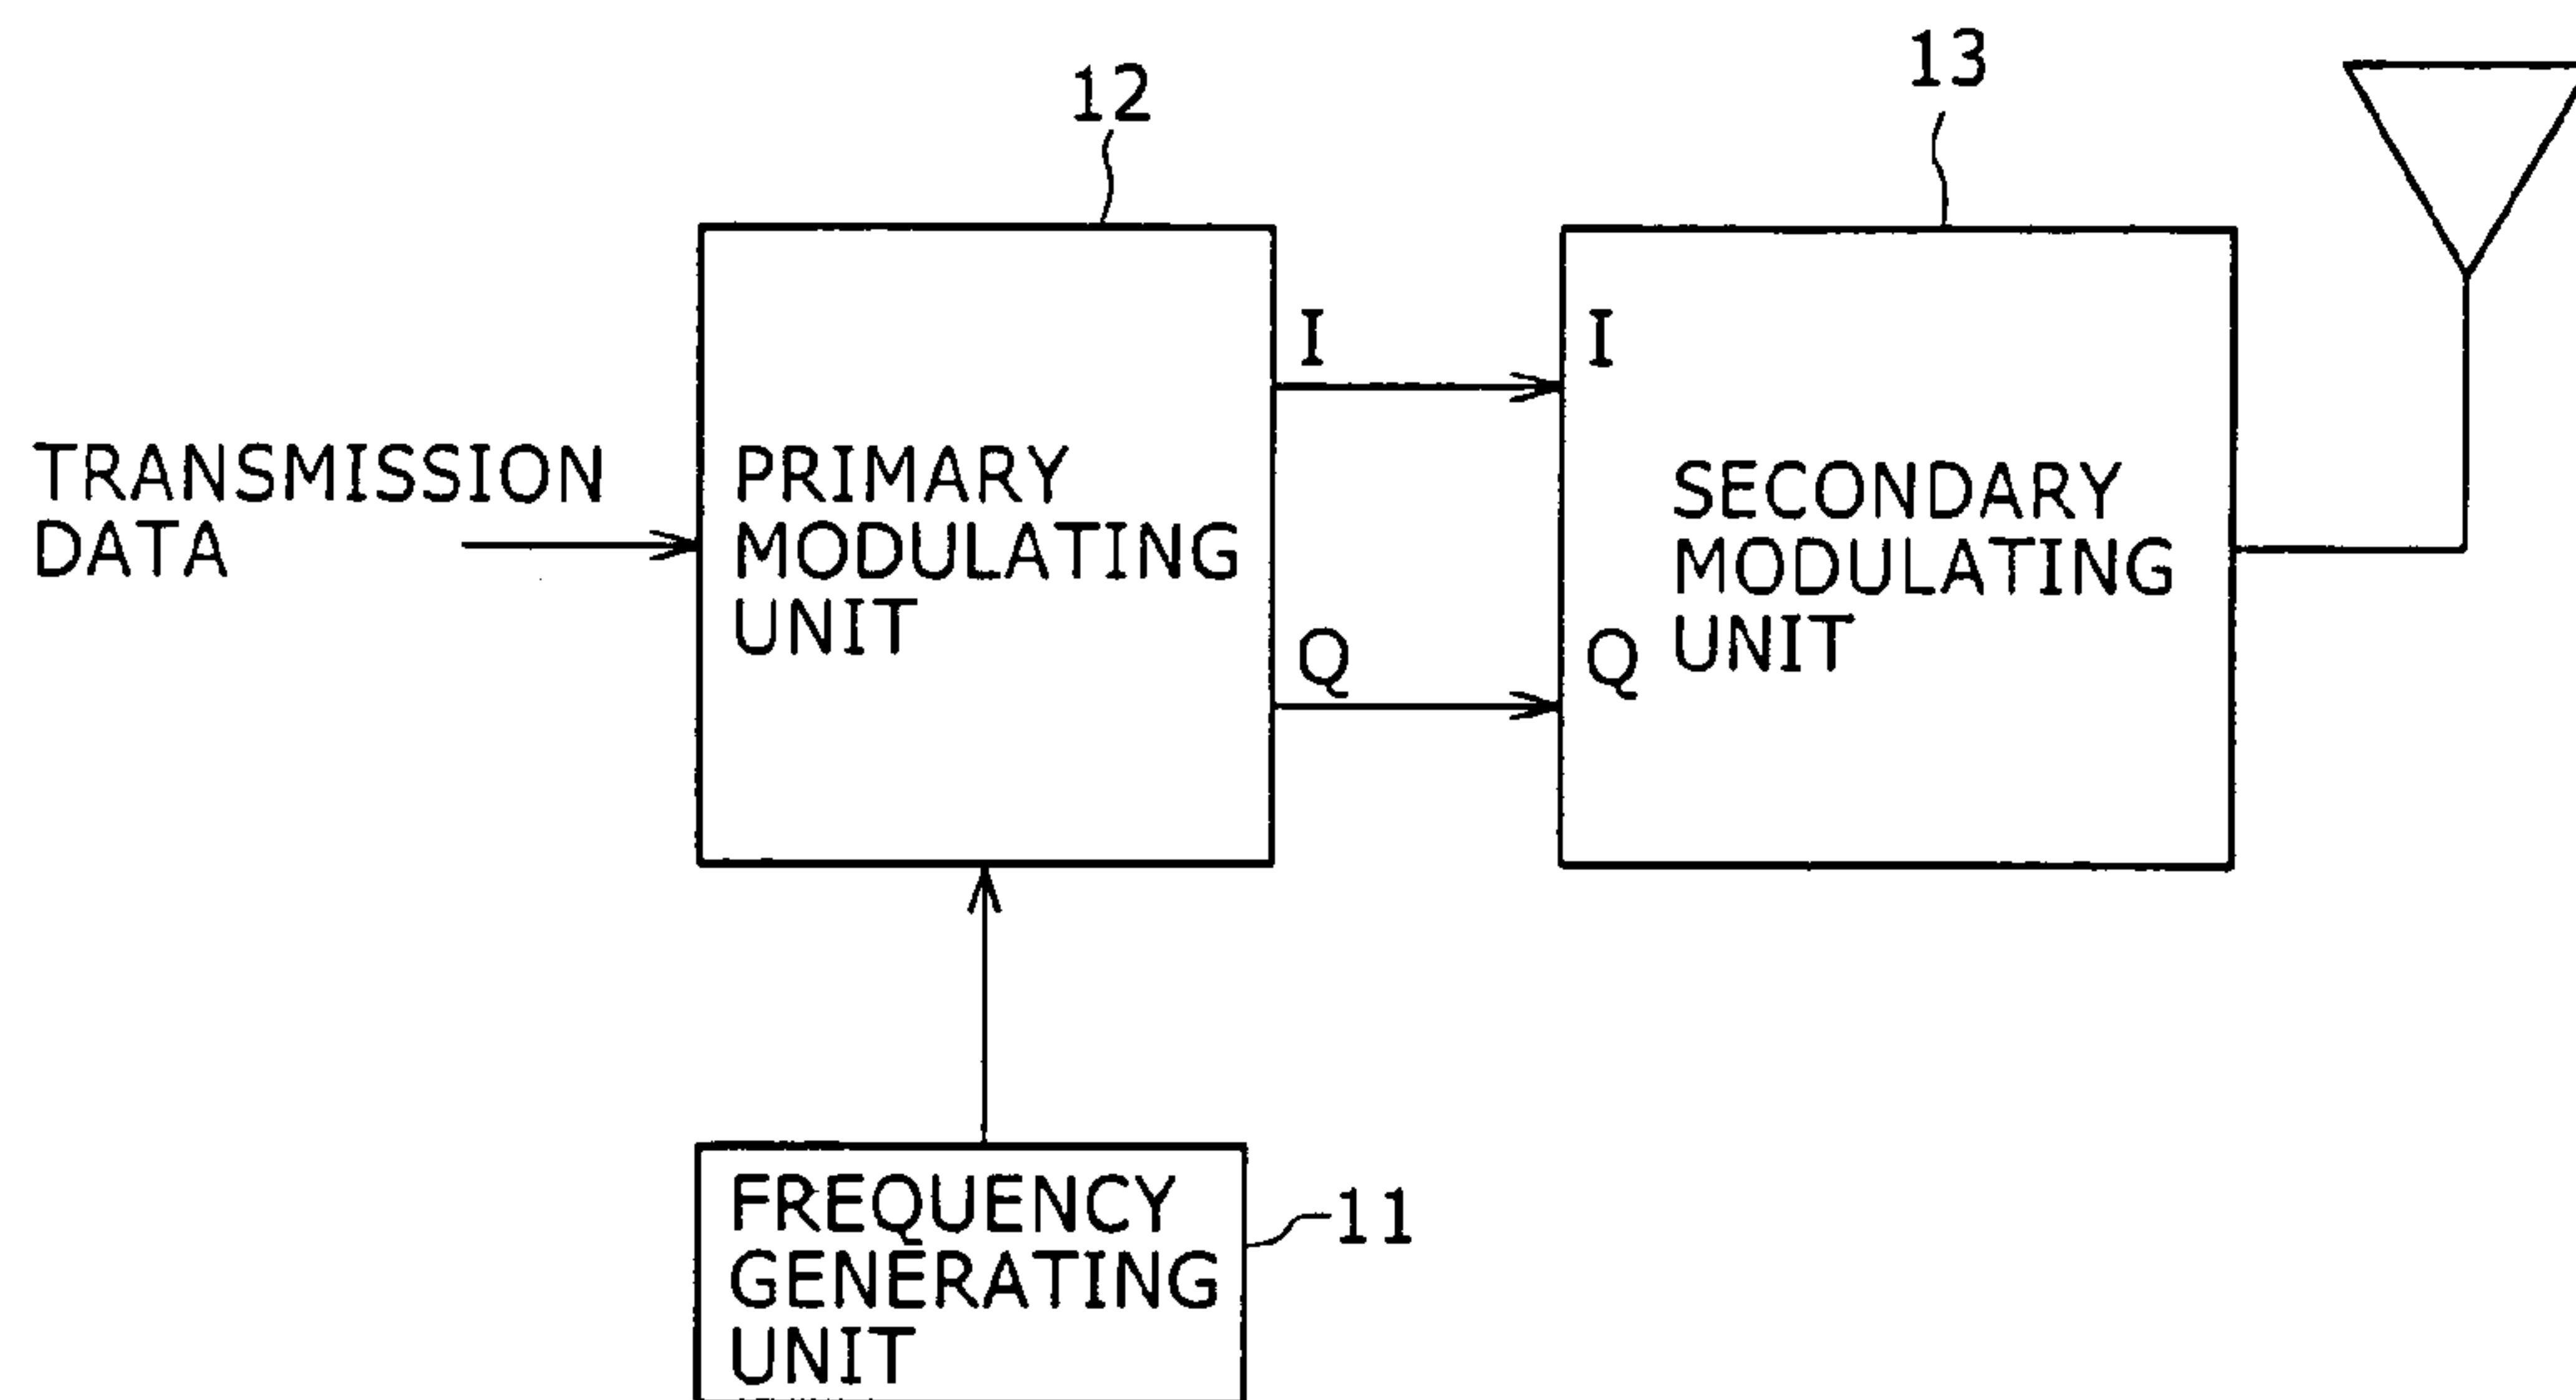 12
13
I
I
TRANSMISSION
DATA
PRIMARY
MODULATING
UNIT
SECONDARY
MODULATING
UNIT
Q
Q
FREQUENCY
GENERATING
UNIT
11